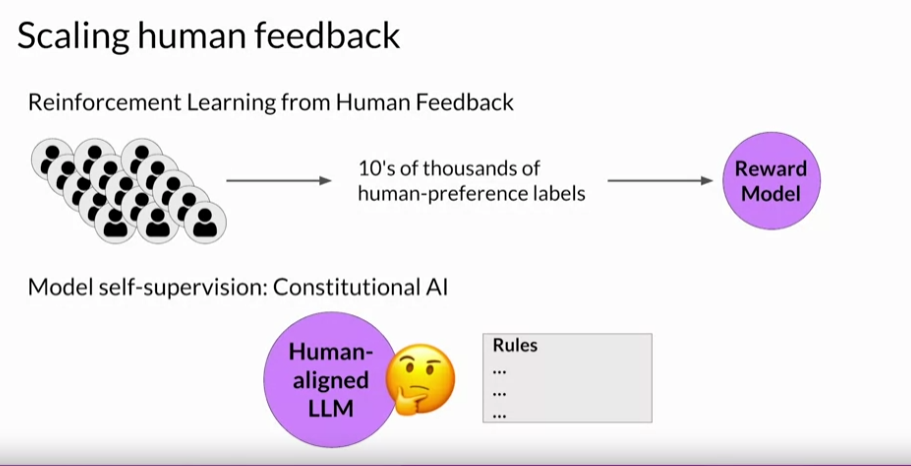 Scaling human feedback
Reinforcement Learning from Human Feedback
10's of thousands of
human-preference labels
Reward
Model
Model self-supervision: Constitutional AI
Human-
aligned
LLM
Rules
...
...
...